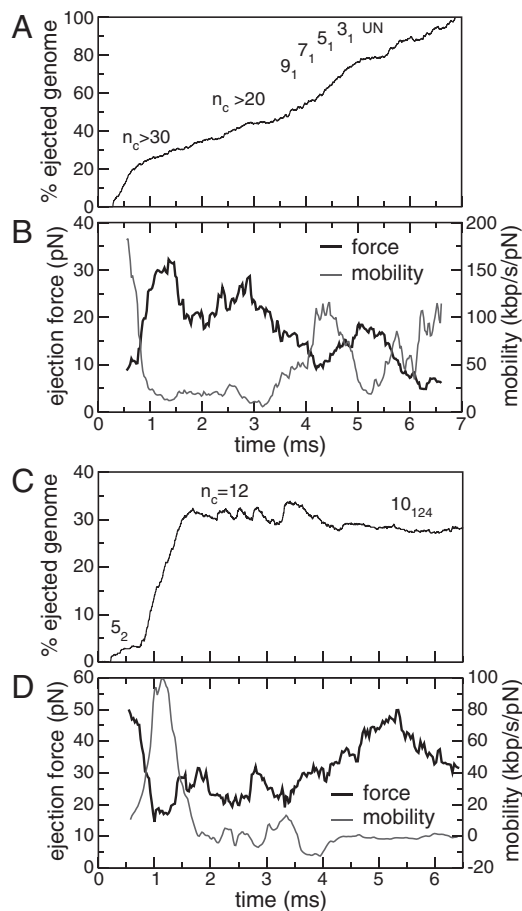 A
% ejected genome
100
80
60
40
20
0
n_c >30
n_c >20
9_1
7_1
5_1
3_1
UN
B
ejection force (pN)
40
30
20
10
0
force
mobility
200
150
100
50
0
mobility (kbp/s/pN)
0 1 2 3 4 5 6 7
time (ms)
C
% ejected genome
40
30
20
10
0
5_2
n_c=12
10_124
D
ejection force (pN)
60
50
40
30
20
10
0
force
mobility
100
80
60
40
20
0
-20
mobility (kbp/s/pN)
0 1 2 3 4 5 6
time (ms)